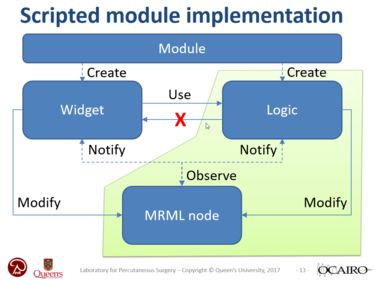 Scripted module implementation
Module
Create
Create
Use
Widget
Logic
X
Notify
Notify
Observe
Modify
Modify
MRML node
Queen's
Laboratory for Percutaneous Surgery – Copyright © Queen's University, 2017
- 13 -
OCAIRO